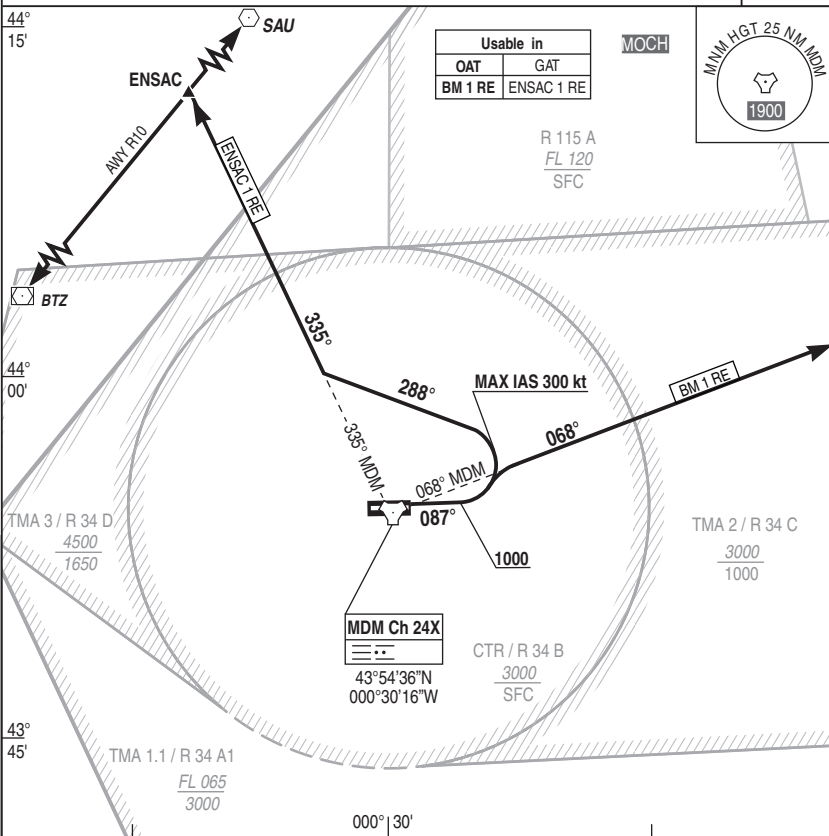 44°
15'
SAU
Usable in
OAT GAT
BM 1 RE ENSAC 1 RE
MOCH
MNM HGT 25 NM MDM
1900
ENSAC
AWY R10
ENSAC 1 RE
R 115 A
FL 120
SFC
BTZ
335°
44°
00'
288°
MAX IAS 300 kt
BM 1 RE
068°
335° MDM
068° MDM
087°
1000
TMA 3 / R 34 D
4500
1650
TMA 2 / R 34 C
3000
1000
MDM Ch 24X
43°54'36"N
000°30'16"W
CTR / R 34 B
3000
SFC
43°
45'
TMA 1.1 / R 34 A1
FL 065
3000
000° 30'